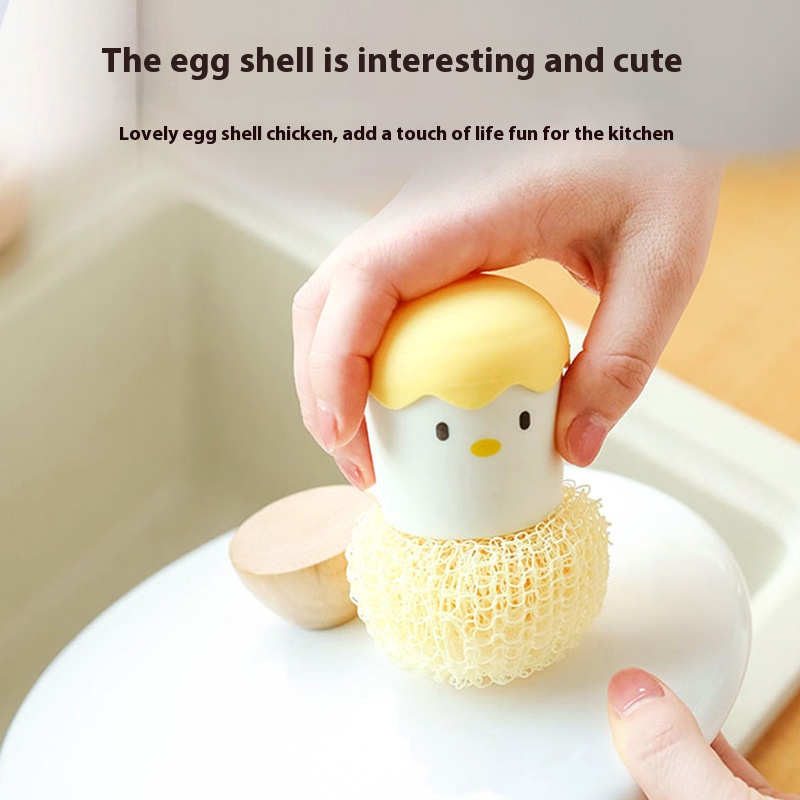 The egg shell is interesting and cute
Lovely egg shell chicken, add a touch of life fun for the kitchen